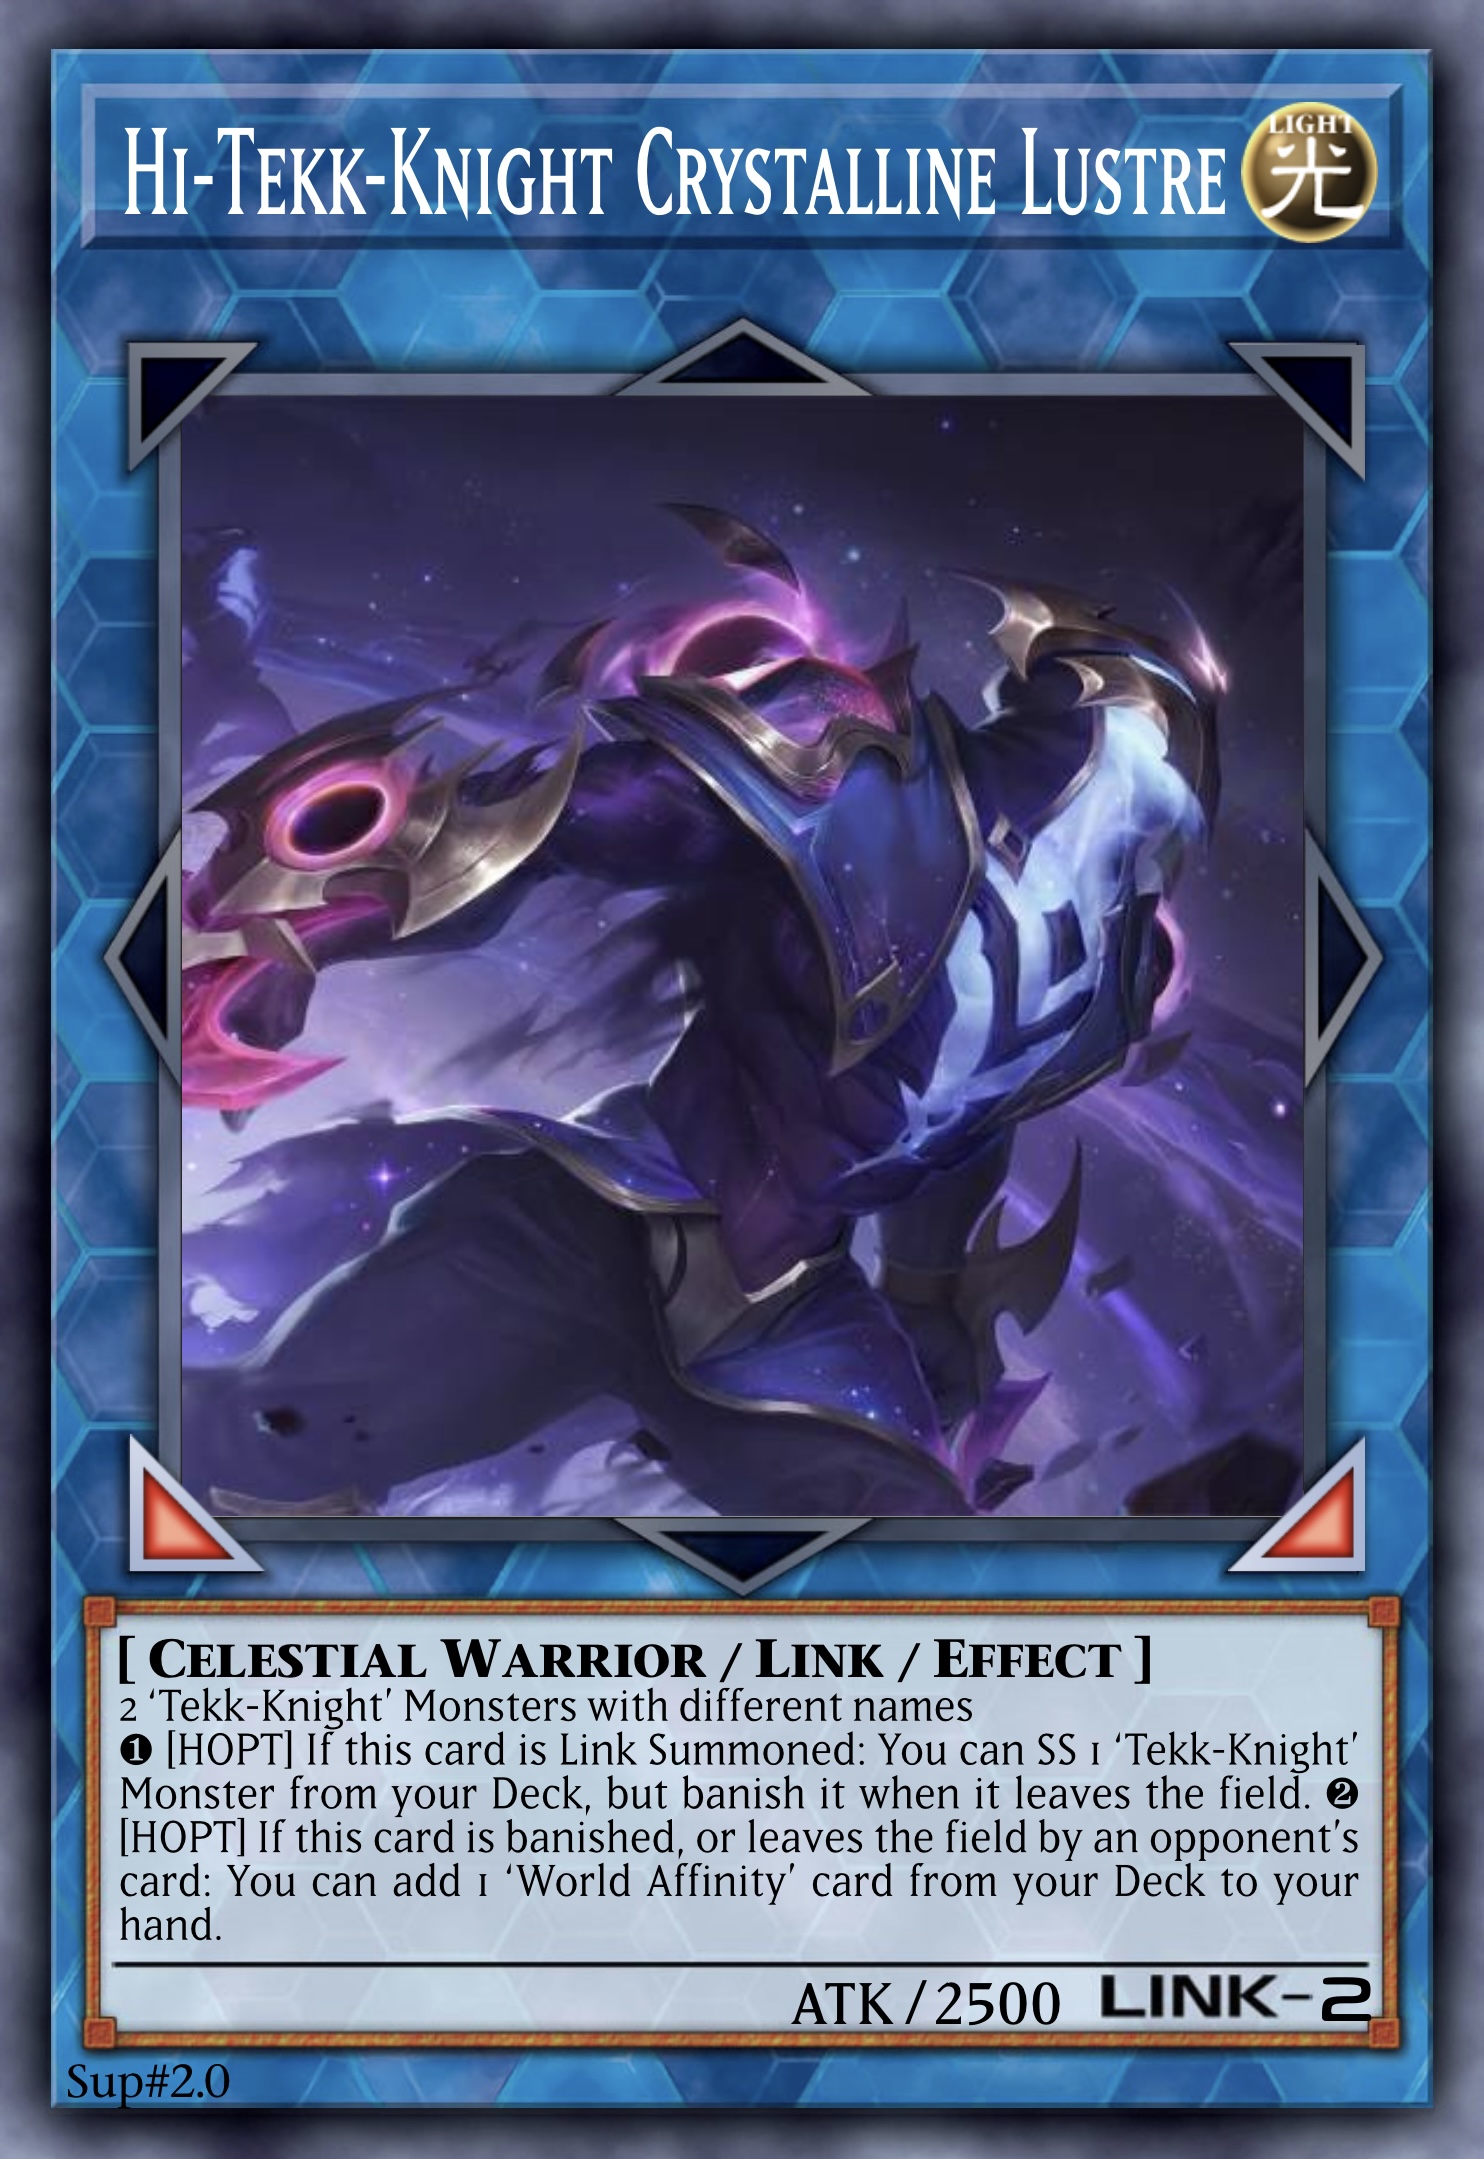 Hi-Tekk-Knight Crystalline Lustre
LIGHT
光
[ Celestial Warrior / Link / Effect ]
2 ‘Tekk-Knight’ Monsters with different names
❶ [HOPT] If this card is Link Summoned: You can SS 1 ‘Tekk-Knight’
Monster from your Deck, but banish it when it leaves the field. ❷
[HOPT] If this card is banished, or leaves the field by an opponent's
card: You can add 1 ‘World Affinity’ card from your Deck to your
hand.
ATK / 2500 LINK-2
Sup#2.0